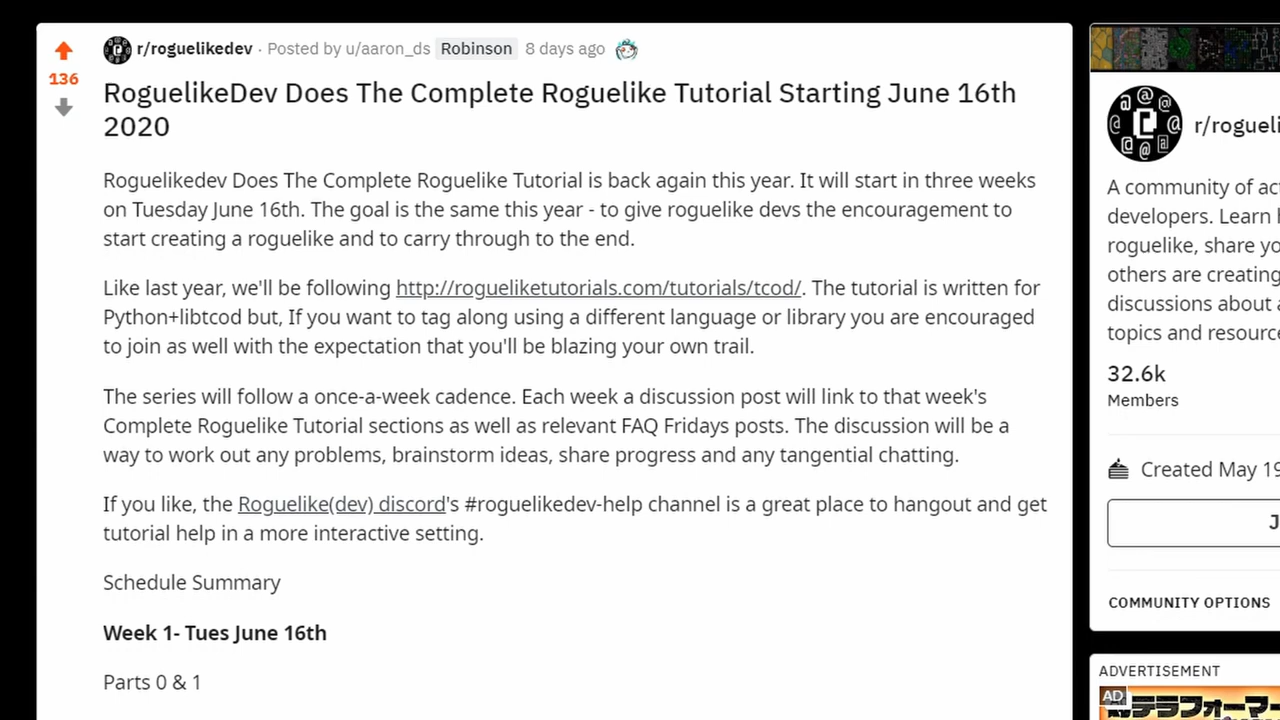 r/roguelikedev · Posted by u/aaron_ds Robinson 8 days ago
136
RoguelikeDev Does The Complete Roguelike Tutorial Starting June 16th
2020
Roguelikedev Does The Complete Roguelike Tutorial is back again this year. It will start in three weeks
on Tuesday June 16th. The goal is the same this year - to give roguelike devs the encouragement to
start creating a roguelike and to carry through to the end.
Like last year, we'll be following http://rogueliketutorials.com/tutorials/tcod/. The tutorial is written for
Python+libtcod but, If you want to tag along using a different language or library you are encouraged
to join as well with the expectation that you'll be blazing your own trail.
The series will follow a once-a-week cadence. Each week a discussion post will link to that week's
Complete Roguelike Tutorial sections as well as relevant FAQ Fridays posts. The discussion will be a
way to work out any problems, brainstorm ideas, share progress and any tangential chatting.
If you like, the Roguelike(dev) discord's #roguelikedev-help channel is a great place to hangout and get
tutorial help in a more interactive setting.
Schedule Summary
Week 1- Tues June 16th
Parts 0 & 1
r/rogueli
A community of ac
developers. Learn
roguelike, share yo
others are creating
discussions about
topics and resource
32.6k
Members
Created May 19
COMMUNITY OPTIONS
ADVERTISEMENT
AD